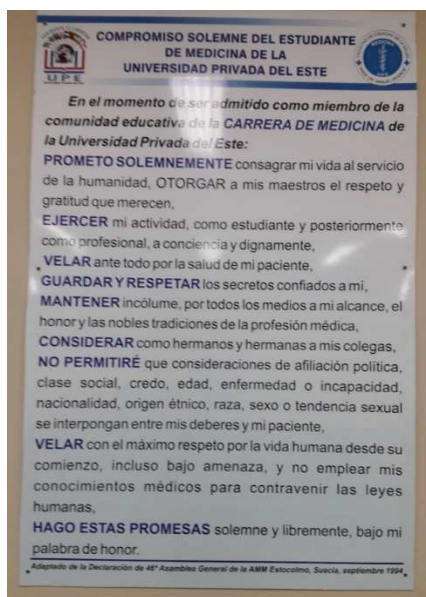 COMPROMISO SOLEMNE DEL ESTUDIANTE
DE MEDICINA DE LA
UNIVERSIDAD PRIVADA DEL ESTE
UPE
En el momento de ser admitido como miembro de la
comunidad educativa de la CARRERA DE MEDICINA de
la Universidad Privada del Este:
PROMETO SOLEMNEMENTE consagrar mi vida al servicio
de la humanidad, OTORGAR a mis maestros el respeto y
gratitud que merecen,
EJERCER mi actividad, como estudiante y posteriormente
como profesional, a conciencia y dignamente,
VELAR ante todo por la salud de mi paciente,
GUARDAR Y RESPETAR los secretos confiados a mi,
MANTENER incólume, por todos los medios a mi alcance, el
honor y las nobles tradiciones de la profesión médica,
CONSIDERAR como hermanos y hermanas a mis colegas,
NO PERMITIRÉ que consideraciones de afiliación política,
clase social, credo, edad, enfermedad o incapacidad,
nacionalidad, origen étnico, raza, sexo o tendencia sexual
se interpongan entre mis deberes y mi paciente,
VELAR con el máximo respeto por la vida humana desde su
comienzo, incluso bajo amenaza, y no emplear mis
conocimientos médicos para contravenir las leyes
humanas,
HAGO ESTAS PROMESAS solemne y libremente, bajo mi
palabra de honor.
Adaptado de la Declaración de 46ª Asamblea General de la AMM Estocolmo, Suecia, septiembre 1994